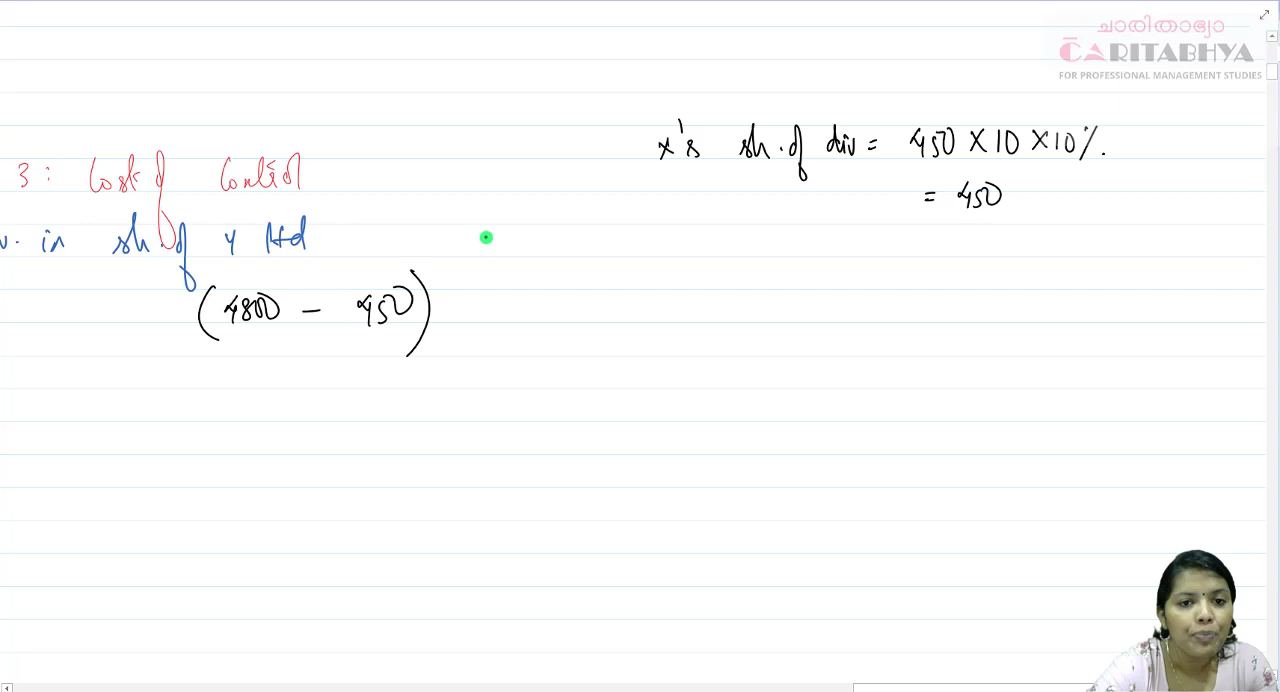 ചാരിതാഭ്യാ
CARITABHYA
FOR PROFESSIONAL MANAGEMENT STUDIES
x's sh. of div = 450 X 10 X 10%.
= 450
3: Cost of Control
in sh. of Y Ltd
(4800 - 450)